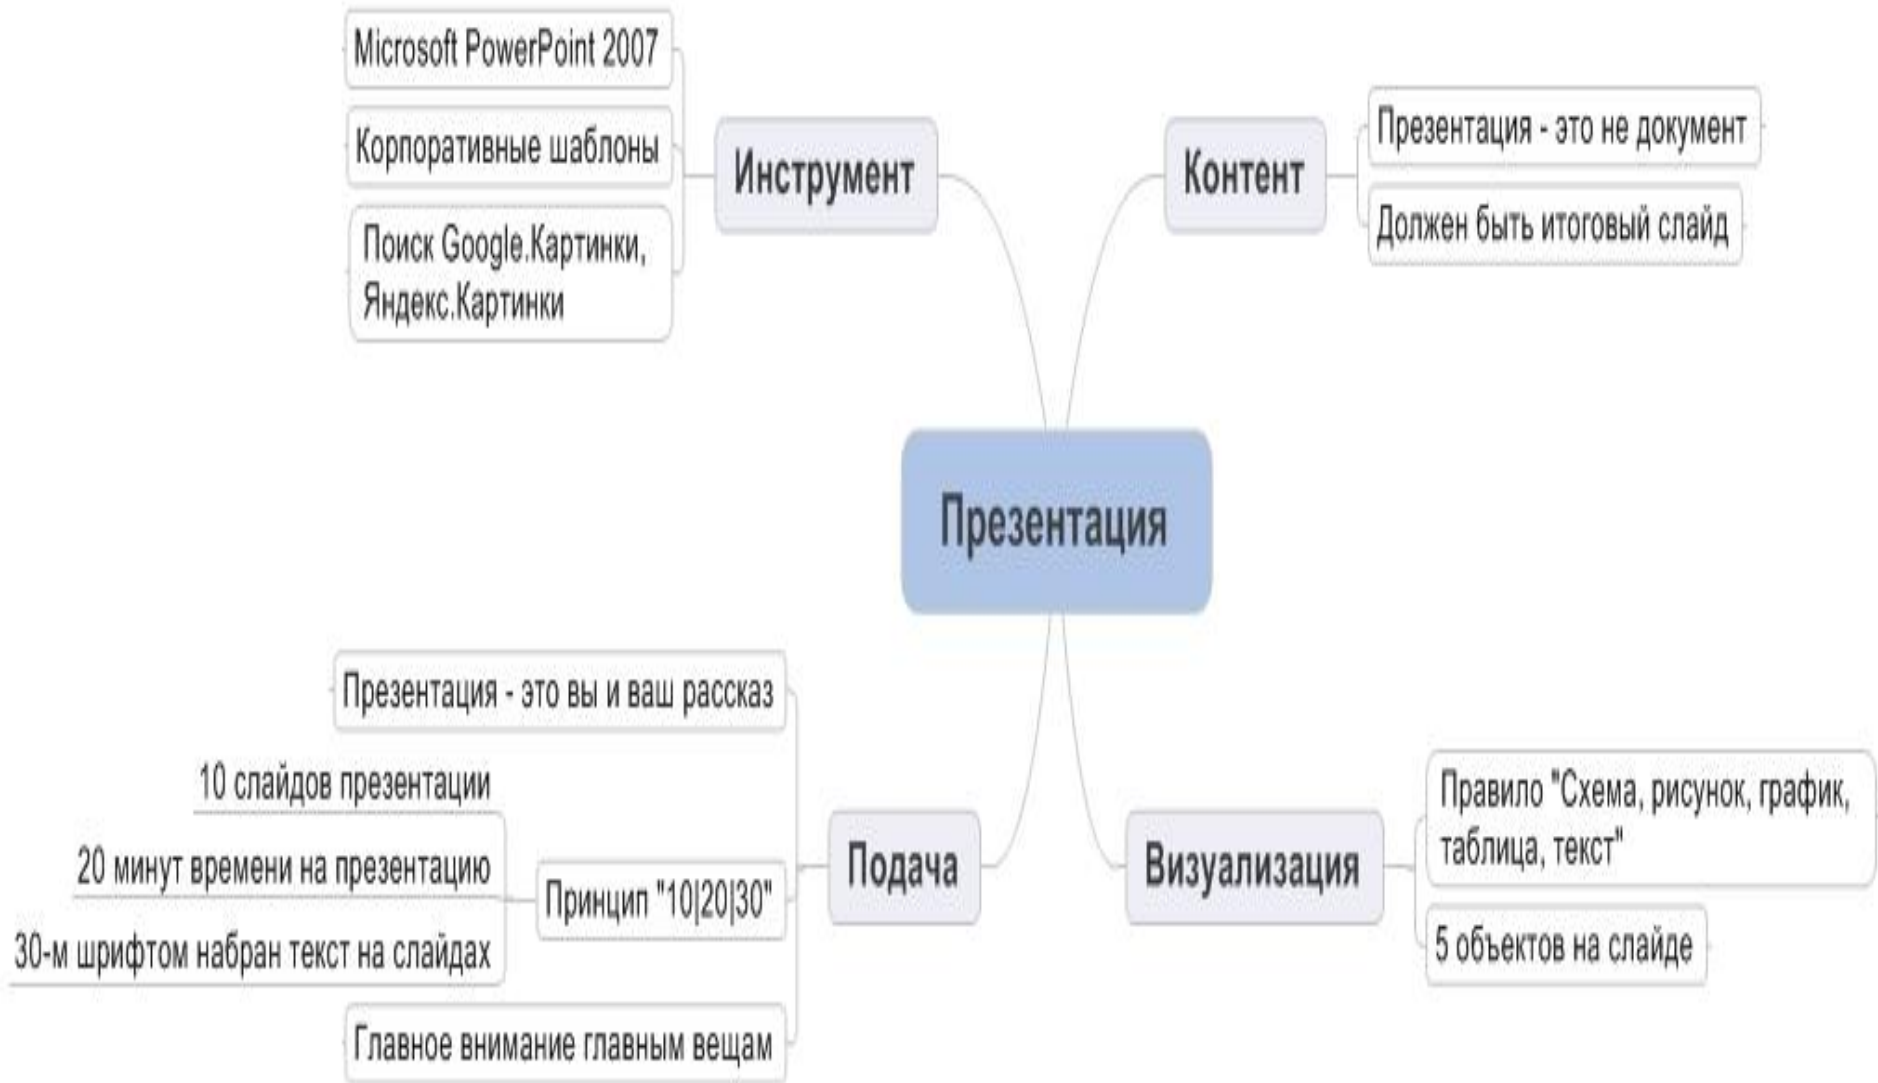 Microsoft PowerPoint 2007
Корпоративные шаблоны
Поиск Google.Картинки,
Яндекс.Картинки
Инструмент
Контент
Презентация - это не документ
Должен быть итоговый слайд
Презентация
Презентация - это вы и ваш рассказ
10 слайдов презентации
20 минут времени на презентацию
30-м шрифтом набран текст на слайдах
Принцип "10|20|30"
Главное внимание главным вещам
Подача
Визуализация
Правило "Схема, рисунок, график,
таблица, текст"
5 объектов на слайде